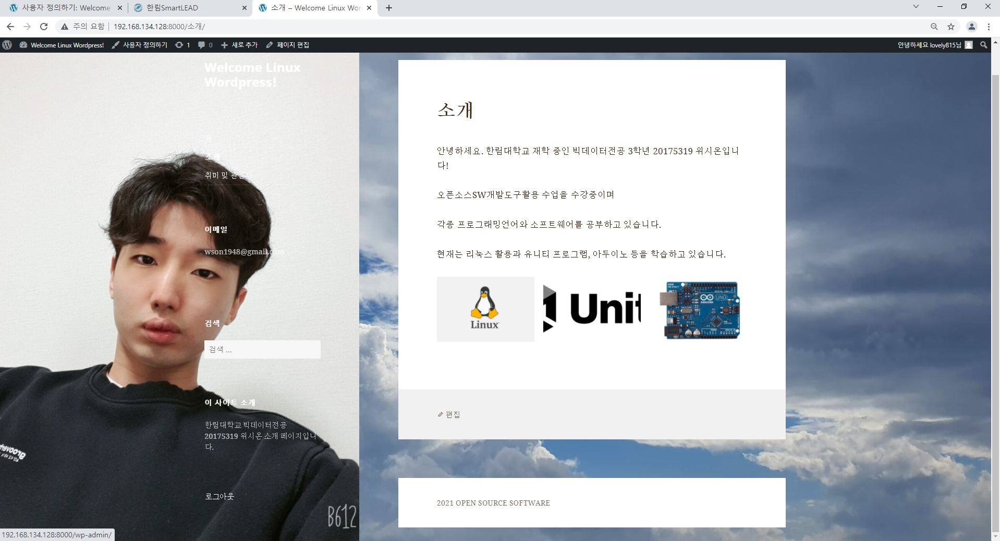 사용자 정의하기: Welcome
한림SmartLEAD
소개 – Welcome Linux Wor
주의 요함
192.168.134.128:8000/소개/
Welcome Linux Wordpress!
사용자 정의하기
1
0
새로 추가
페이지 편집
안녕하세요 lovely815님
Welcome Linux
Wordpress!
홈
소개
취미 및 관심사
이메일
wson1948@gmail.com
검색
검색 ...
이 사이트 소개
한림대학교 빅데이터전공
20175319 위시온 소개 페이지입니
다.
로그아웃
B612
192.168.134.128:8000/wp-admin/
소개
안녕하세요. 한림대학교 재학 중인 빅데이터전공 3학년 20175319 위시온입니
다!
오픈소스SW개발도구활용 수업을 수강중이며
각종 프로그래밍언어와 소프트웨어를 공부하고 있습니다.
현재는 리눅스 활용과 유니티 프로그램, 아두이노 등을 학습하고 있습니다.
Linux
Unit
MADE IN ITALY
UNO
ARDUINO
편집
2021 OPEN SOURCE SOFTWARE